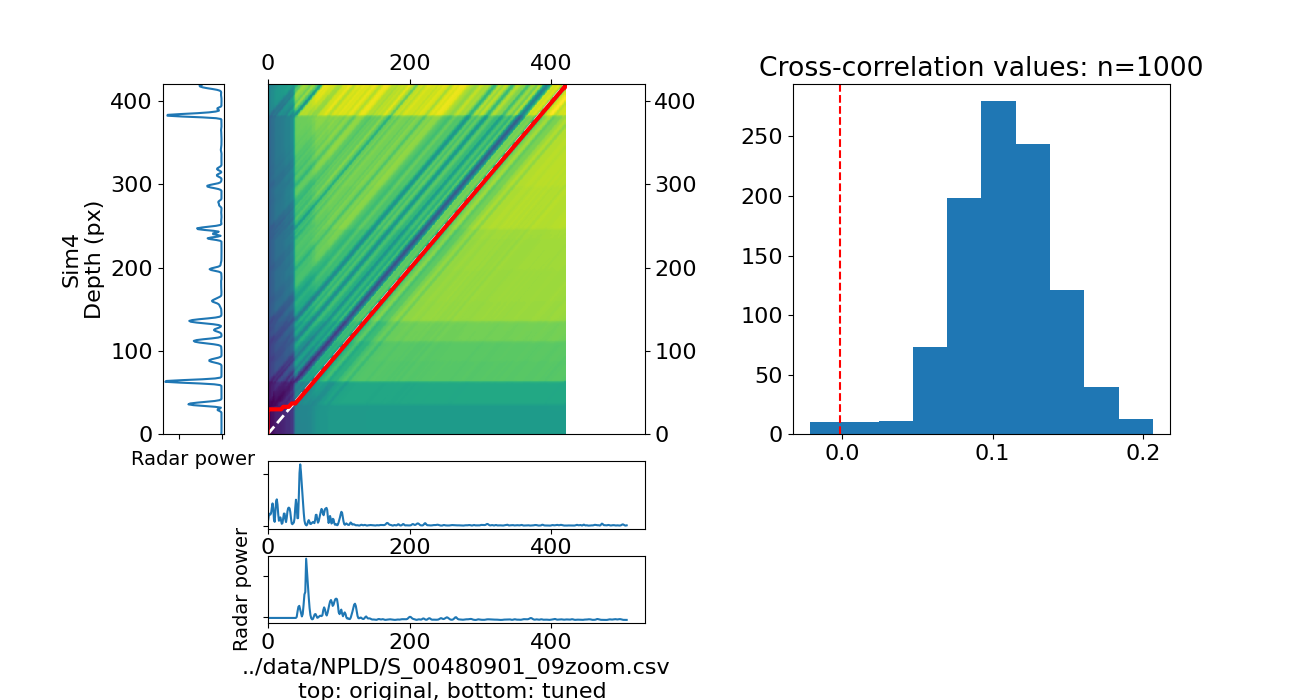 0 200 400
Cross-correlation values: n=1000
400
300
200
100
0
Sim4
Depth (px)
400
300
200
100
0
250
200
150
100
50
0
0.0 0.1 0.2
Radar power
0 200 400
Radar power
0 200 400
../data/NPLD/S_00480901_09zoom.csv
top: original, bottom: tuned